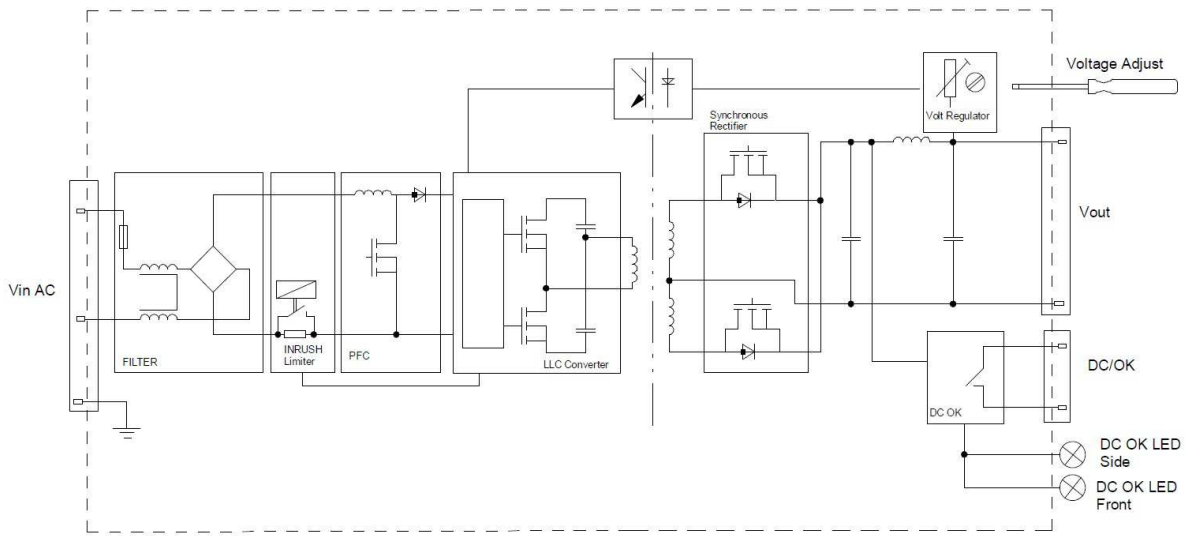 Voltage Adjust
Volt Regulator
Synchronous
Rectifier
Vout
Vin AC
FILTER
INRUSH
Limiter
PFC
LLC Converter
DC/OK
DC OK
DC OK LED
Side
DC OK LED
Front